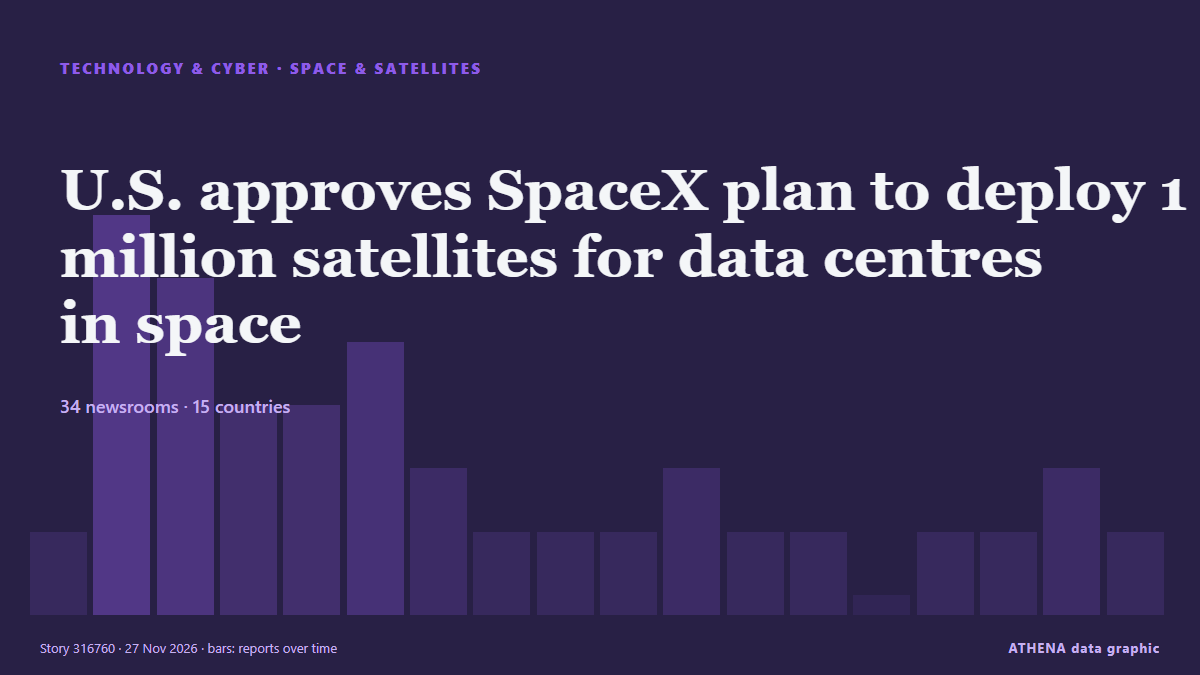 TECHNOLOGY & CYBER · SPACE & SATELLITES
U.S. approves SpaceX plan to deploy 1
million satellites for data centres
in space
34 newsrooms · 15 countries
Story 316760 · 27 Nov 2026 · bars: reports over time
ATHENA data graphic